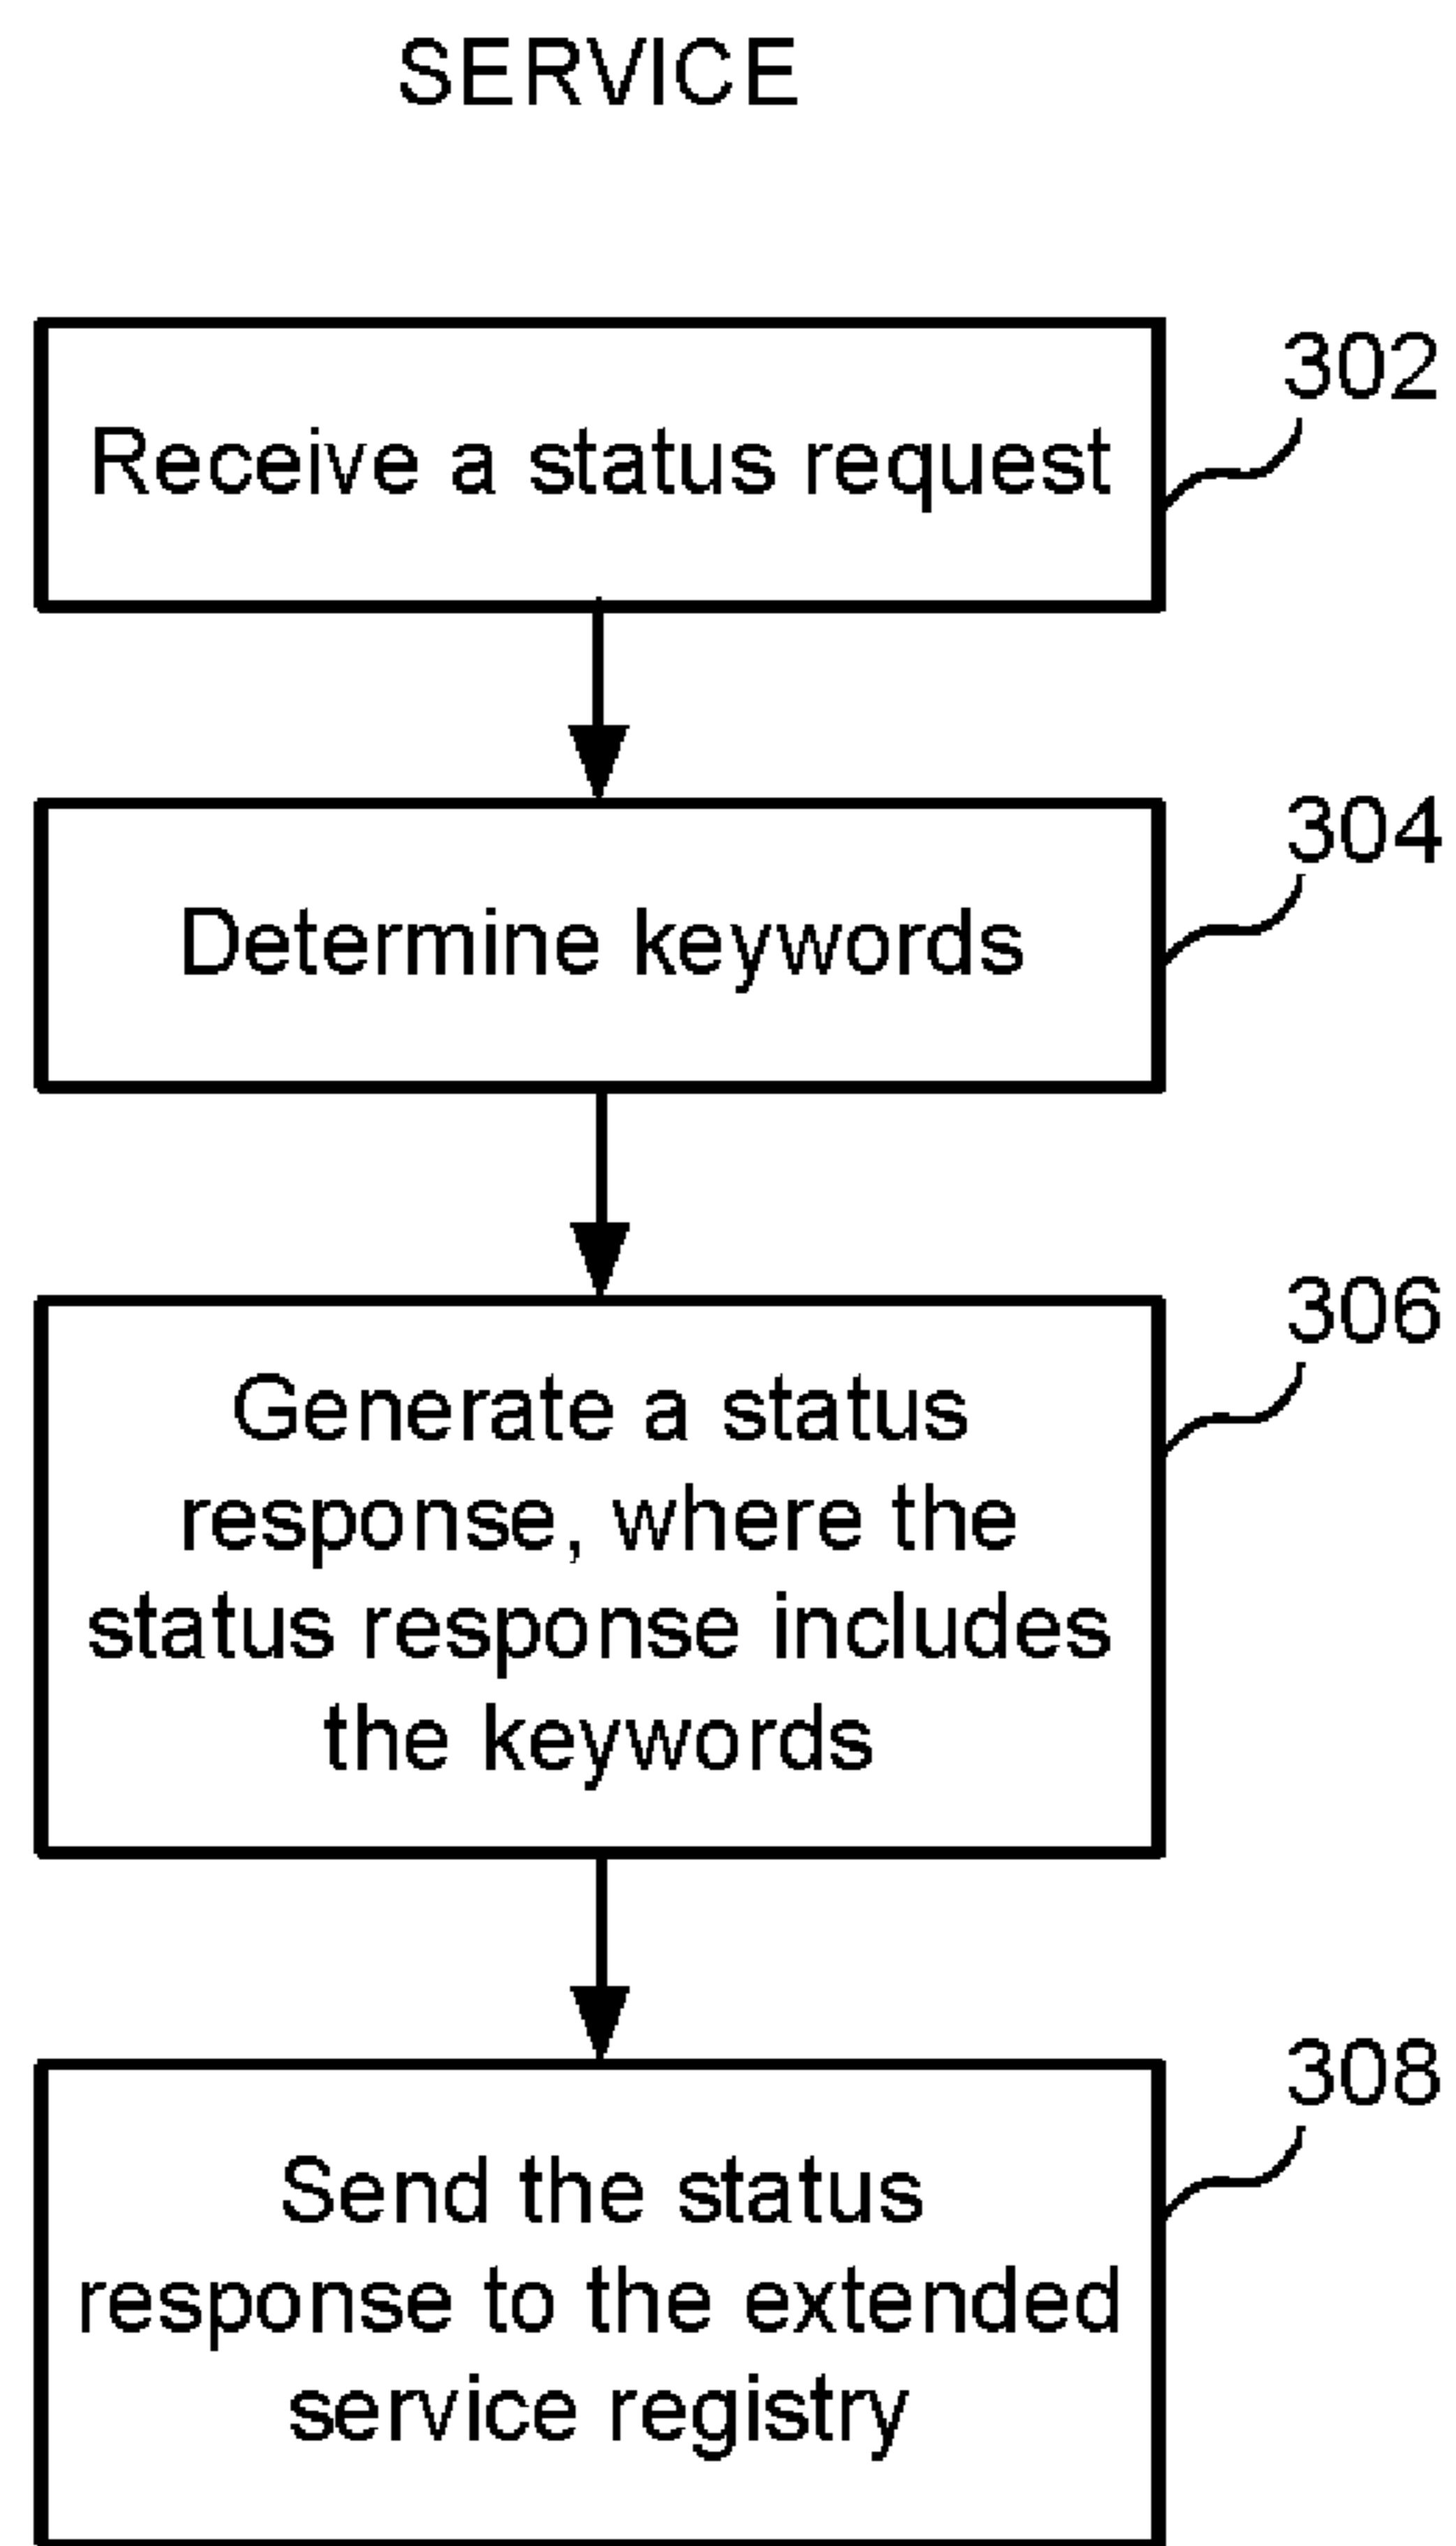 SERVICE
302
Receive a status request
304
Determine keywords
306
Generate a status
response, where the
status response includes
the keywords
308
Send the status
response to the extended
service registry